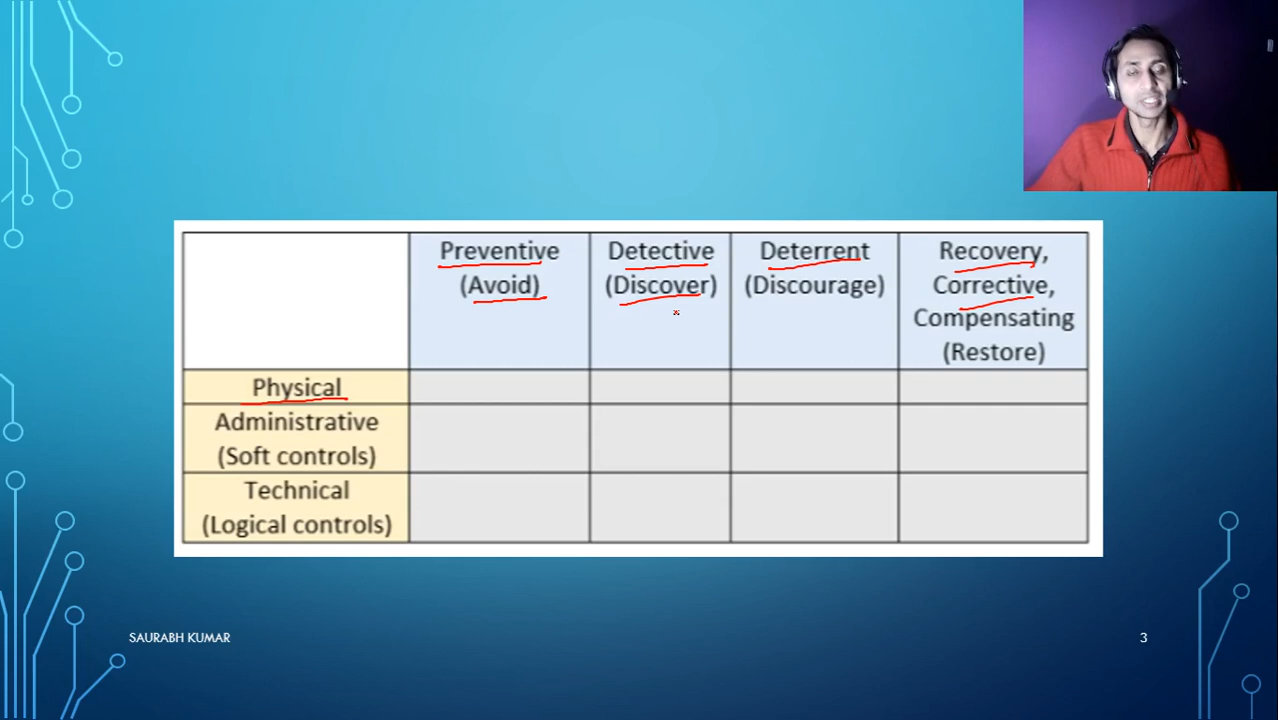 Preventive
(Avoid)
Detective
(Discover)
Deterrent
(Discourage)
Recovery,
Corrective,
Compensating
(Restore)
Physical
Administrative
(Soft controls)
Technical
(Logical controls)
SAURABH KUMAR
3